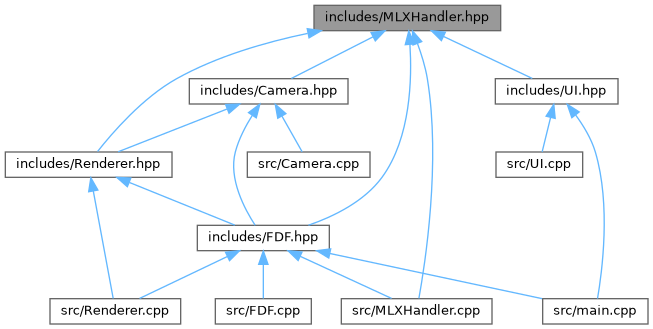 includes/MLXHandler.hpp
includes/Camera.hpp
includes/UI.hpp
includes/Renderer.hpp
src/Camera.cpp
src/UI.cpp
includes/FDF.hpp
src/Renderer.cpp
src/FDF.cpp
src/MLXHandler.cpp
src/main.cpp